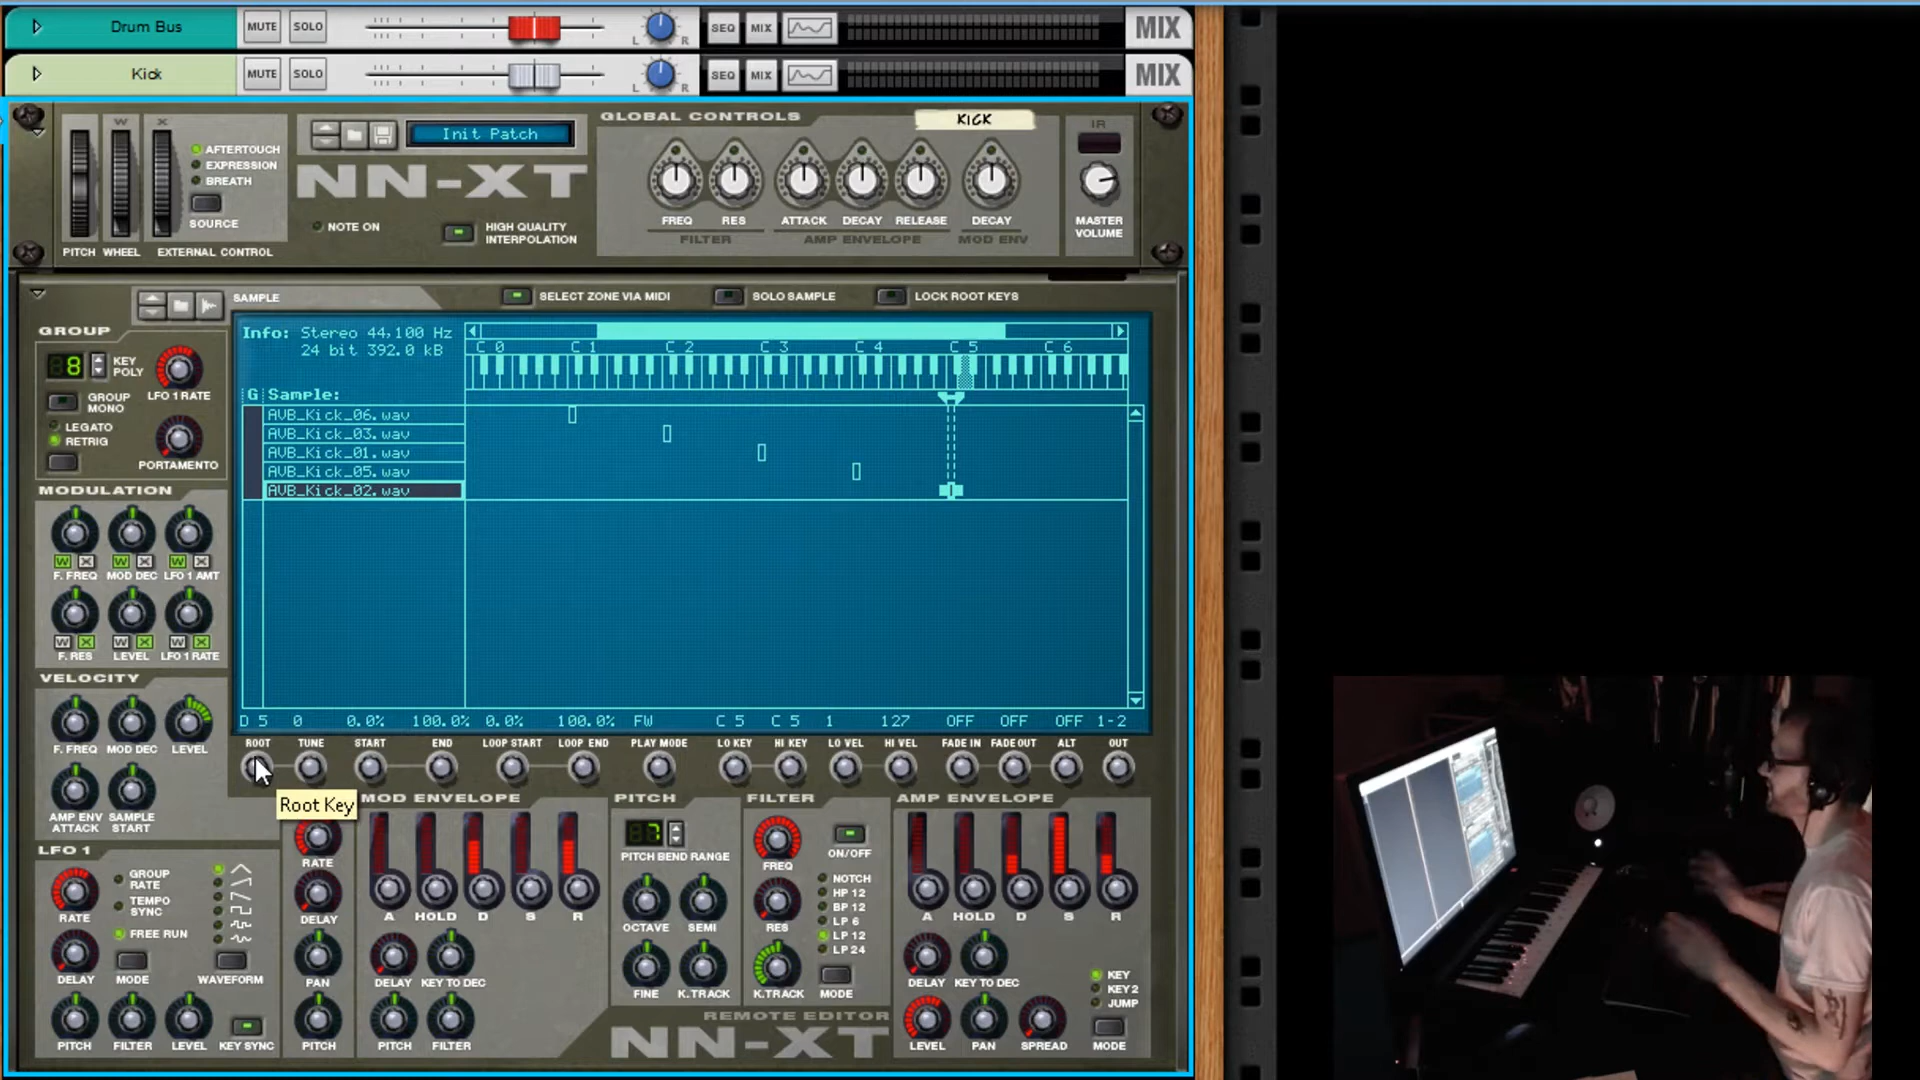 Drum Bus MUTE SOLO L R SEQ MIX MIX
Kick MUTE SOLO L R SEQ MIX MIX
W X
AFTERTOUCH
EXPRESSION
BREATH
SOURCE
PITCH WHEEL EXTERNAL CONTROL
Init Patch
NN-XT
NOTE ON
HIGH QUALITY
INTERPOLATION
GLOBAL CONTROLS
KICK
FREQ RES ATTACK DECAY RELEASE DECAY
FILTER AMP ENVELOPE MOD ENV
IR
MASTER
VOLUME
SAMPLE SELECT ZONE VIA MIDI SOLO SAMPLE LOCK ROOT KEYS
GROUP
8 KEY
POLY
LFO 1 RATE
GROUP
MONO
LEGATO
RETRIG
PORTAMENTO
Info: Stereo 44,100 Hz
24 bit 392.0 kB
C 0 C 1 C 2 C 3 C 4 C 5 C 6
G Sample:
AVB_Kick_06.wav
AVB_Kick_03.wav
AVB_Kick_01.wav
AVB_Kick_05.wav
AVB_Kick_02.wav
D 5 0 0.0% 100.0% 0.0% 100.0% FW C 5 C 5 1 127 OFF OFF OFF 1-2
ROOT TUNE START END LOOP START LOOP END PLAY MODE LO KEY HI KEY LO VEL HI VEL FADE IN FADE OUT ALT OUT
Root Key
MODULATION
W X W X W X
F. FREQ MOD DEC LFO 1 AMT
W X W X W X
F. RES LEVEL LFO 1 RATE
VELOCITY
F. FREQ MOD DEC LEVEL
AMP ENV
ATTACK
SAMPLE
START
LFO 1
RATE
GROUP
RATE
TEMPO
SYNC
FREE RUN
DELAY MODE WAVEFORM
PITCH FILTER LEVEL KEY SYNC
RATE
DELAY
PAN
PITCH
MOD ENVELOPE
A HOLD D S R
DELAY KEY TO DEC
PITCH FILTER
PITCH
7
PITCH BEND RANGE
OCTAVE SEMI
FINE K.TRACK
FILTER
FREQ ON/OFF
RES
NOTCH
HP 12
BP 12
LP 6
LP 12
LP 24
K.TRACK MODE
REMOTE EDITOR
NN-XT
AMP ENVELOPE
A HOLD D S R
DELAY KEY TO DEC
KEY
KEY 2
JUMP
LEVEL PAN SPREAD MODE